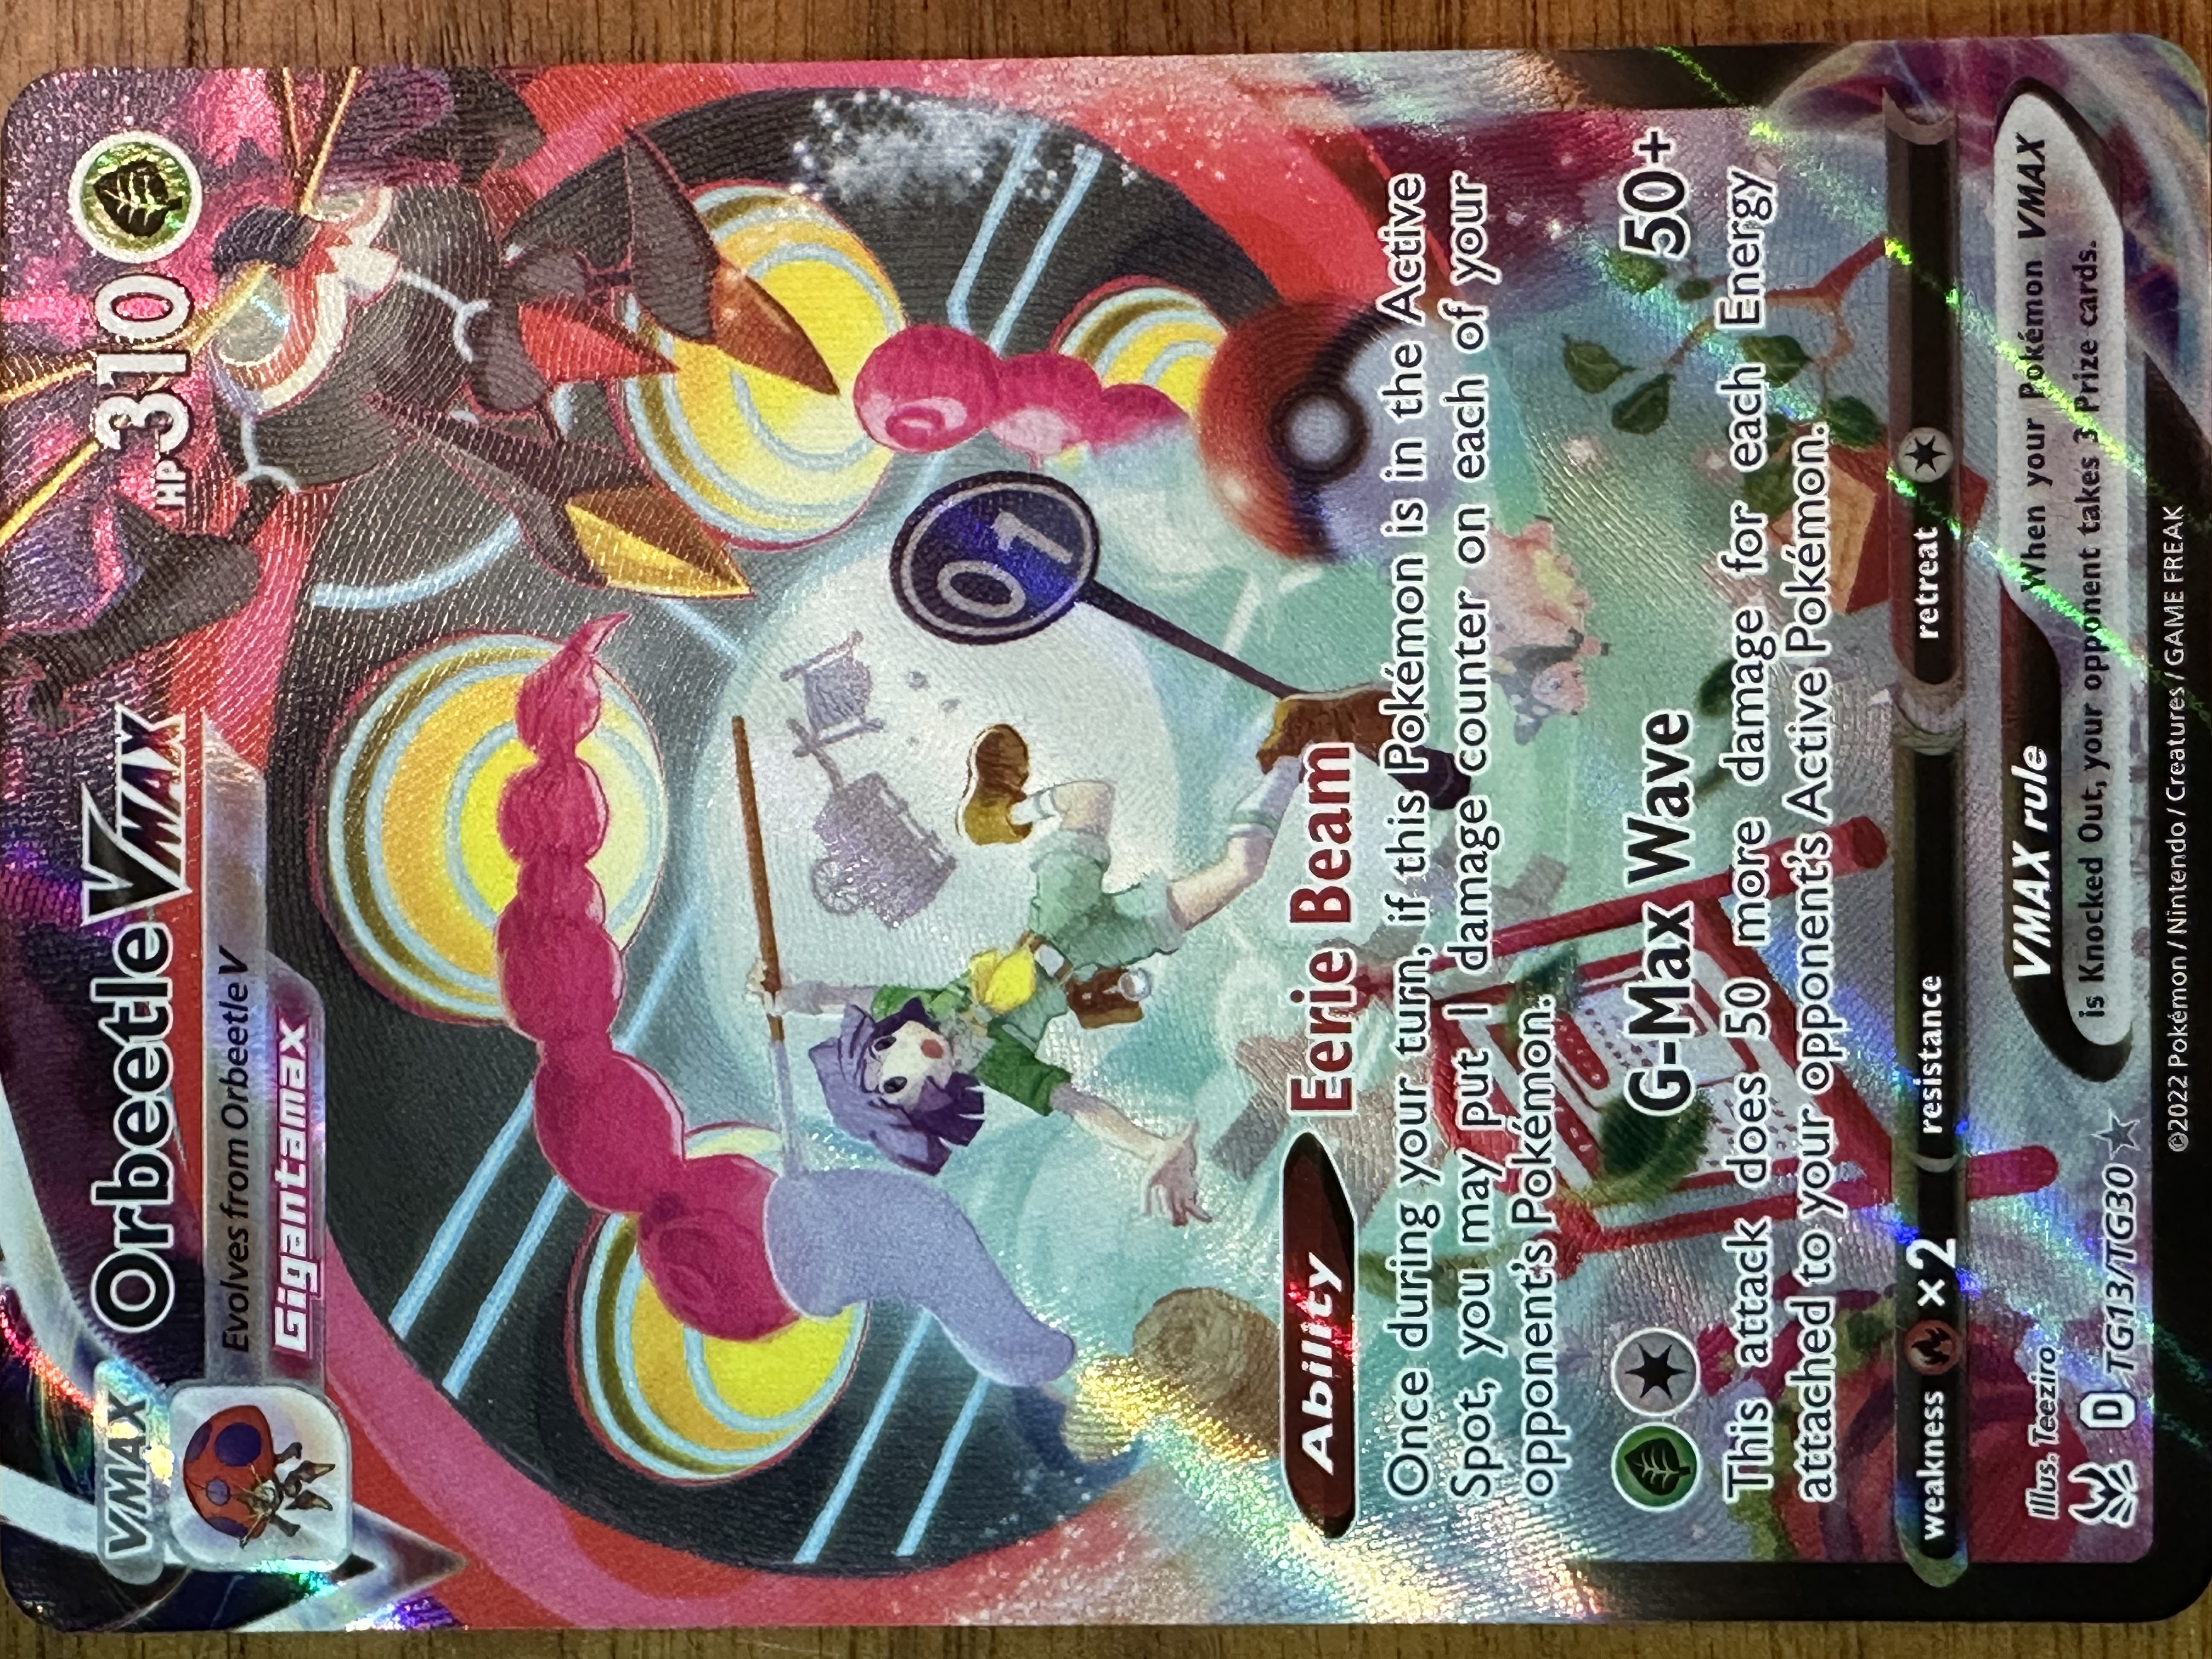 VMAX Orbeetle VMAX HP 310
Evolves from Orbeetle V
Gigantamax
01
Ability Eerie Beam
Once during your turn, if this Pokémon is in the Active
Spot, you may put 1 damage counter on each of your
opponent's Pokémon.
G-Max Wave 50+
This attack does 50 more damage for each Energy
attached to your opponent's Active Pokémon.
weakness ×2 resistance retreat
Illus. Teeziro
VMAX rule When your Pokémon VMAX
is Knocked Out, your opponent takes 3 Prize cards.
D TG13/TG30
©2022 Pokémon / Nintendo / Creatures / GAME FREAK